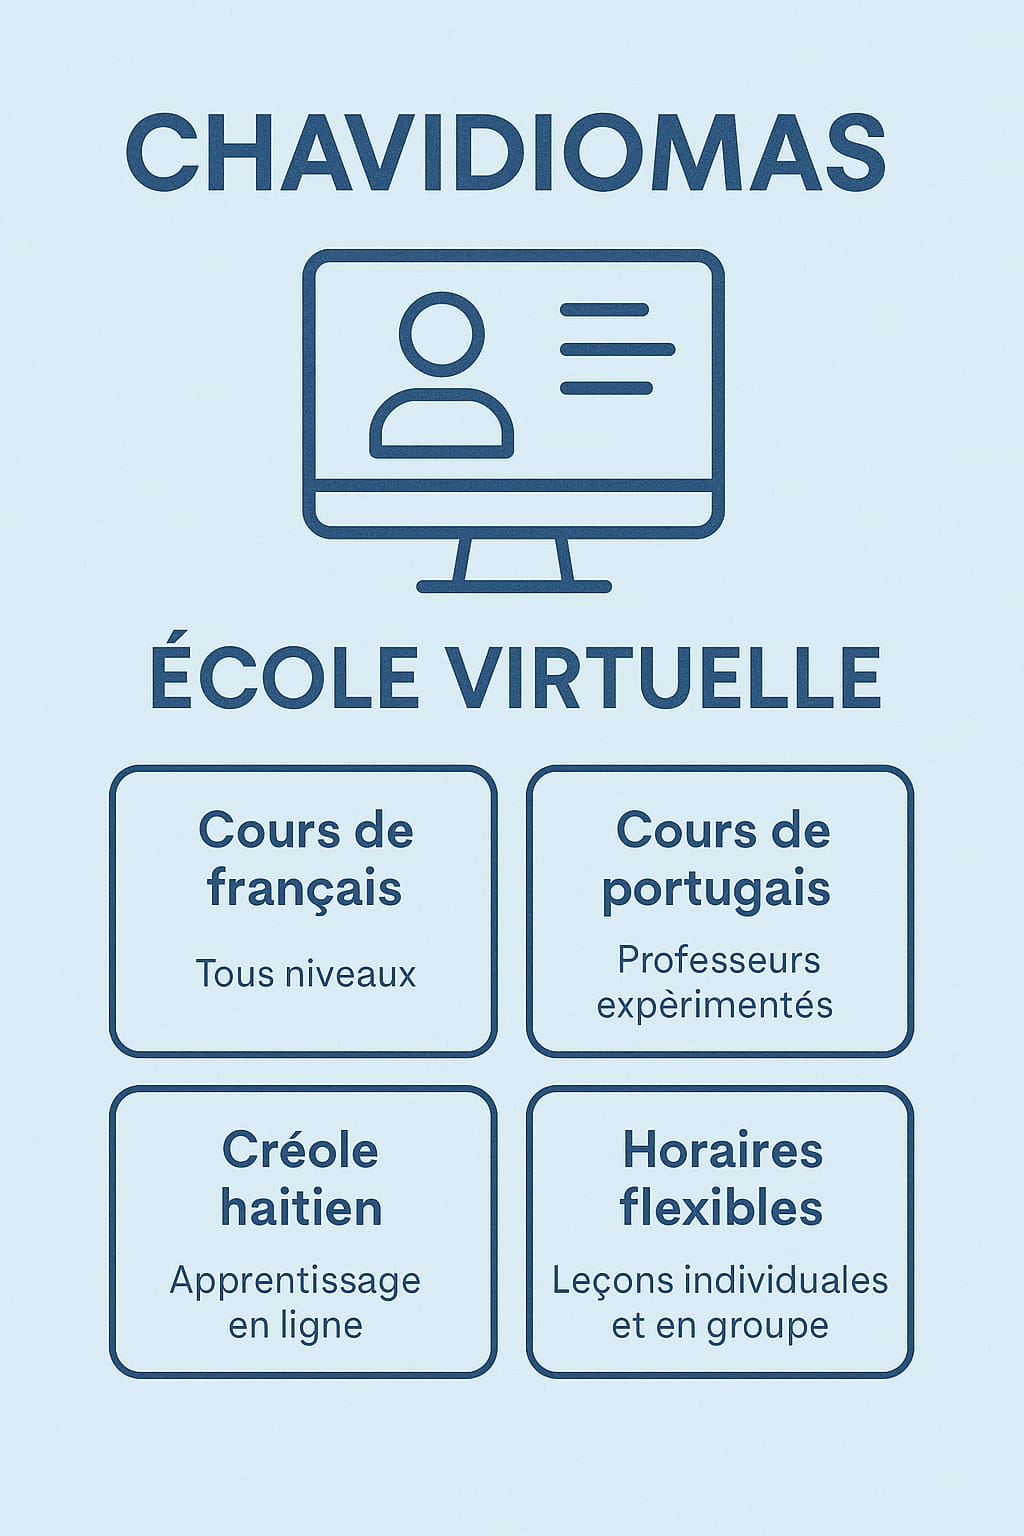 CHAVIDIOMAS
ÉCOLE VIRTUELLE
Cours de
français
Tous niveaux
Cours de
portugais
Professeurs
expèrimentés
Créole
haitien
Apprentissage
en ligne
Horaires
flexibles
Leçons individuales
et en groupe